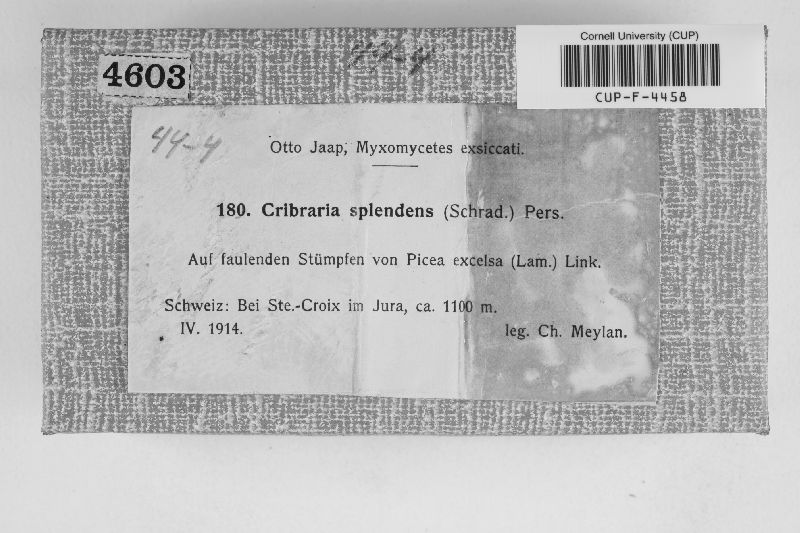 Cornell University (CUP)
CUP-F-4458
4603
44-4
44-4
Otto Jaap, Myxomycetes exsiccati.
180. Cribraria splendens (Schrad.) Pers.
Auf faulenden Stümpfen von Picea excelsa (Lam.) Link.
Schweiz: Bei Ste.-Croix im Jura, ca. 1100 m.
IV. 1914. leg. Ch. Meylan.